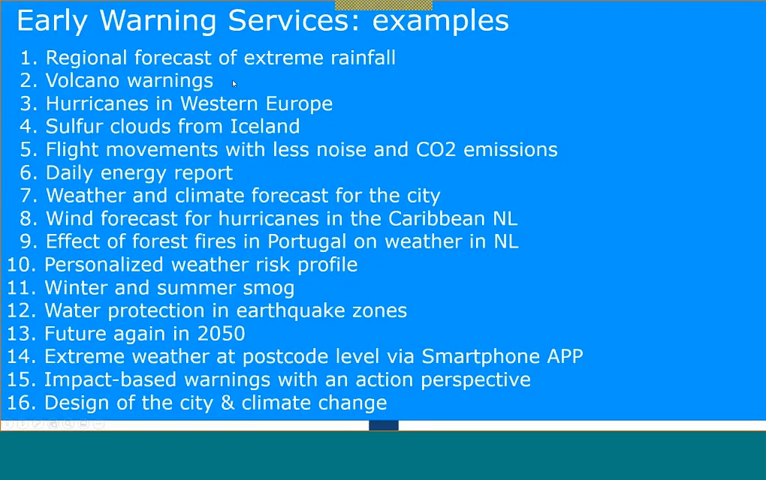 Early Warning Services: examples
1. Regional forecast of extreme rainfall
2. Volcano warnings
3. Hurricanes in Western Europe
4. Sulfur clouds from Iceland
5. Flight movements with less noise and CO2 emissions
6. Daily energy report
7. Weather and climate forecast for the city
8. Wind forecast for hurricanes in the Caribbean NL
9. Effect of forest fires in Portugal on weather in NL
10. Personalized weather risk profile
11. Winter and summer smog
12. Water protection in earthquake zones
13. Future again in 2050
14. Extreme weather at postcode level via Smartphone APP
15. Impact-based warnings with an action perspective
16. Design of the city & climate change